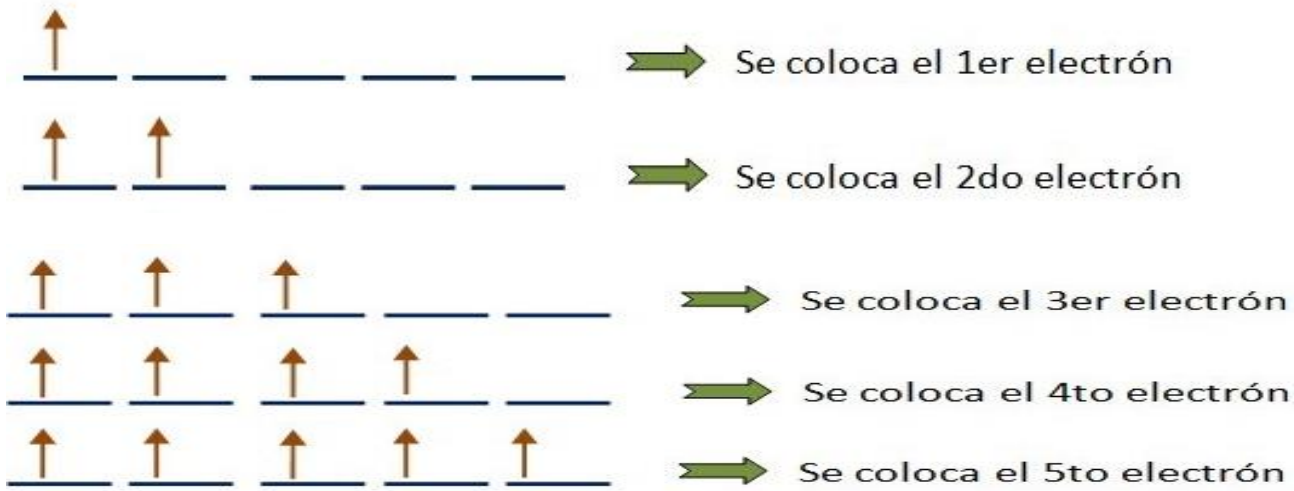 Se coloca el 1er electrón
Se coloca el 2do electrón
Se coloca el 3er electrón
Se coloca el 4to electrón
Se coloca el 5to electrón